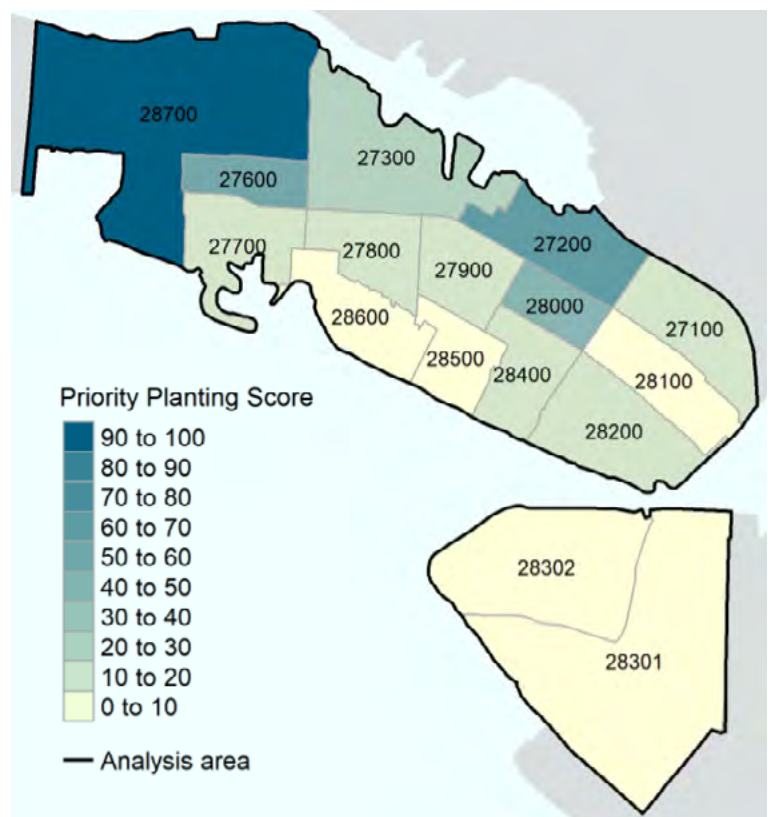 28700
27300
27600
27200
27700
27800
27900
28000
27100
28600
28500
28400
28100
28200
Priority Planting Score
90 to 100
80 to 90
70 to 80
60 to 70
50 to 60
40 to 50
30 to 40
20 to 30
10 to 20
0 to 10
Analysis area
28302
28301